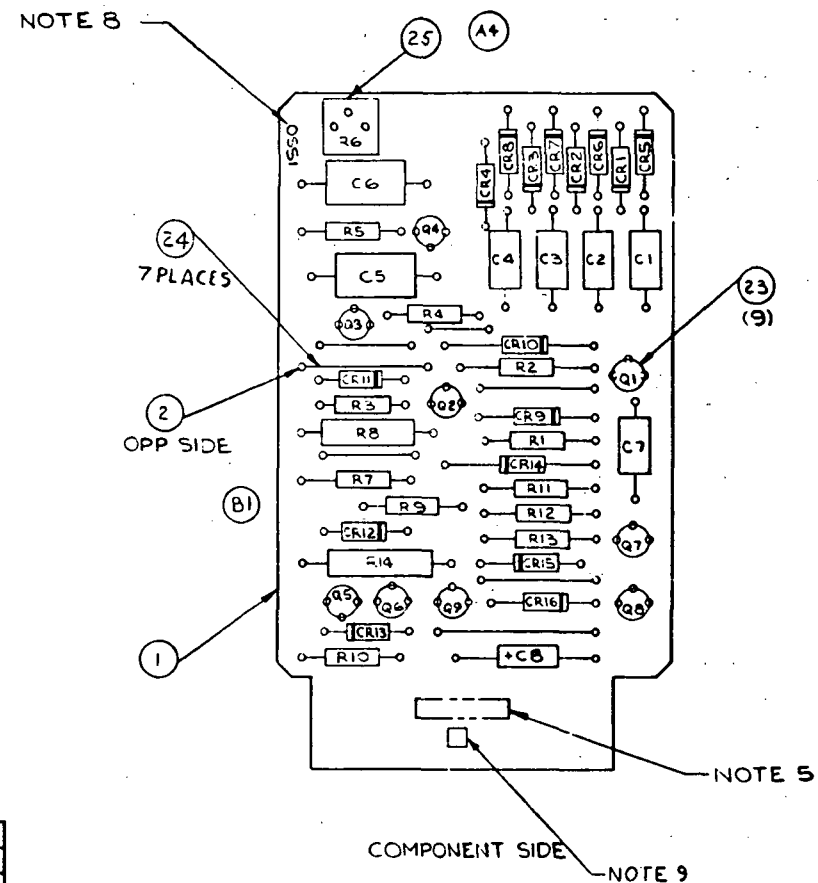 NOTE 8
25
A4
1550
R6
C6
CR4
CR8
CR3
CR7
CR2
CR6
CR1
CR5
R5
Q4
24
7 PLACES
C4
C3
C2
C1
C5
23
(9)
R4
Q3
CR10
R2
Q1
CR11
2
OPP SIDE
R3
Q2
CR9
R8
R1
C7
CR14
R7
R11
B1
R9
R12
CR12
R13
Q7
R14
CR15
Q5
Q6
Q9
CR16
Q8
CR13
1
R10
+C8
NOTE 5
COMPONENT SIDE
NOTE 9